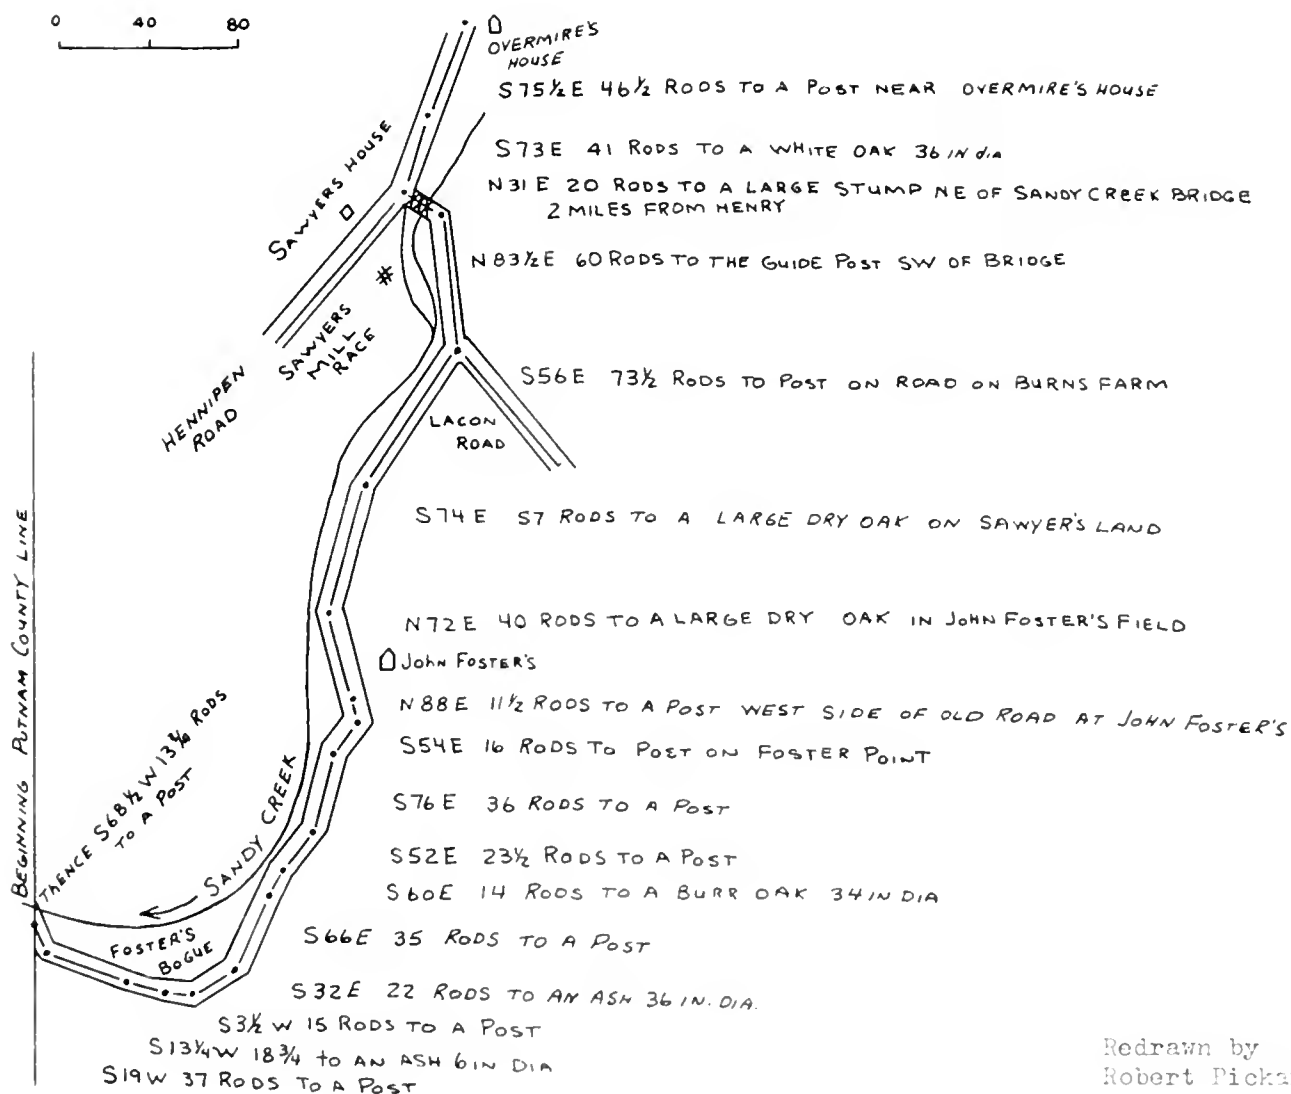 0 40 80
OVERMIRE'S
HOUSE
S75½E 46½ RODS TO A POST NEAR OVERMIRE'S HOUSE
S73E 41 RODS TO A WHITE OAK 36 IN dIA
SAWYERS HOUSE
N31E 20 RODS TO A LARGE STUMP NE OF SANDY CREEK BRIDGE
2 MILES FROM HENRY
N83½E 60 RODS TO THE GUIDE POST SW OF BRIDGE
SAWYERS
MILL
RACE
HENNIPEN
ROAD
S56E 73½ RODS TO POST ON ROAD ON BURNS FARM
LACON
ROAD
S74E 57 RODS TO A LARGE DRY OAK ON SAWYER'S LAND
BEGINNING PUTNAM COUNTY LINE
N72E 40 RODS TO A LARGE DRY OAK IN JOHN FOSTER'S FIELD
JOHN FOSTER'S
N88E 11½ RODS TO A POST WEST SIDE OF OLD ROAD AT JOHN FOSTER'S
S54E 16 RODS TO POST ON FOSTER POINT
THENCE S68½W 13 RODS
TO A POST
SANDY CREEK
S76E 36 RODS TO A POST
S52E 23½ RODS TO A POST
S60E 14 RODS TO A BURR OAK 34 IN DIA
FOSTER'S
BOGUE
S66E 35 RODS TO A POST
S32E 22 RODS TO AN ASH 36 IN. DIA.
S3½W 15 RODS TO A POST
S13¼W 18¾ to AN ASH 6 IN DIA
S19W 37 RODS TO A POST
Redrawn by
Robert Picka